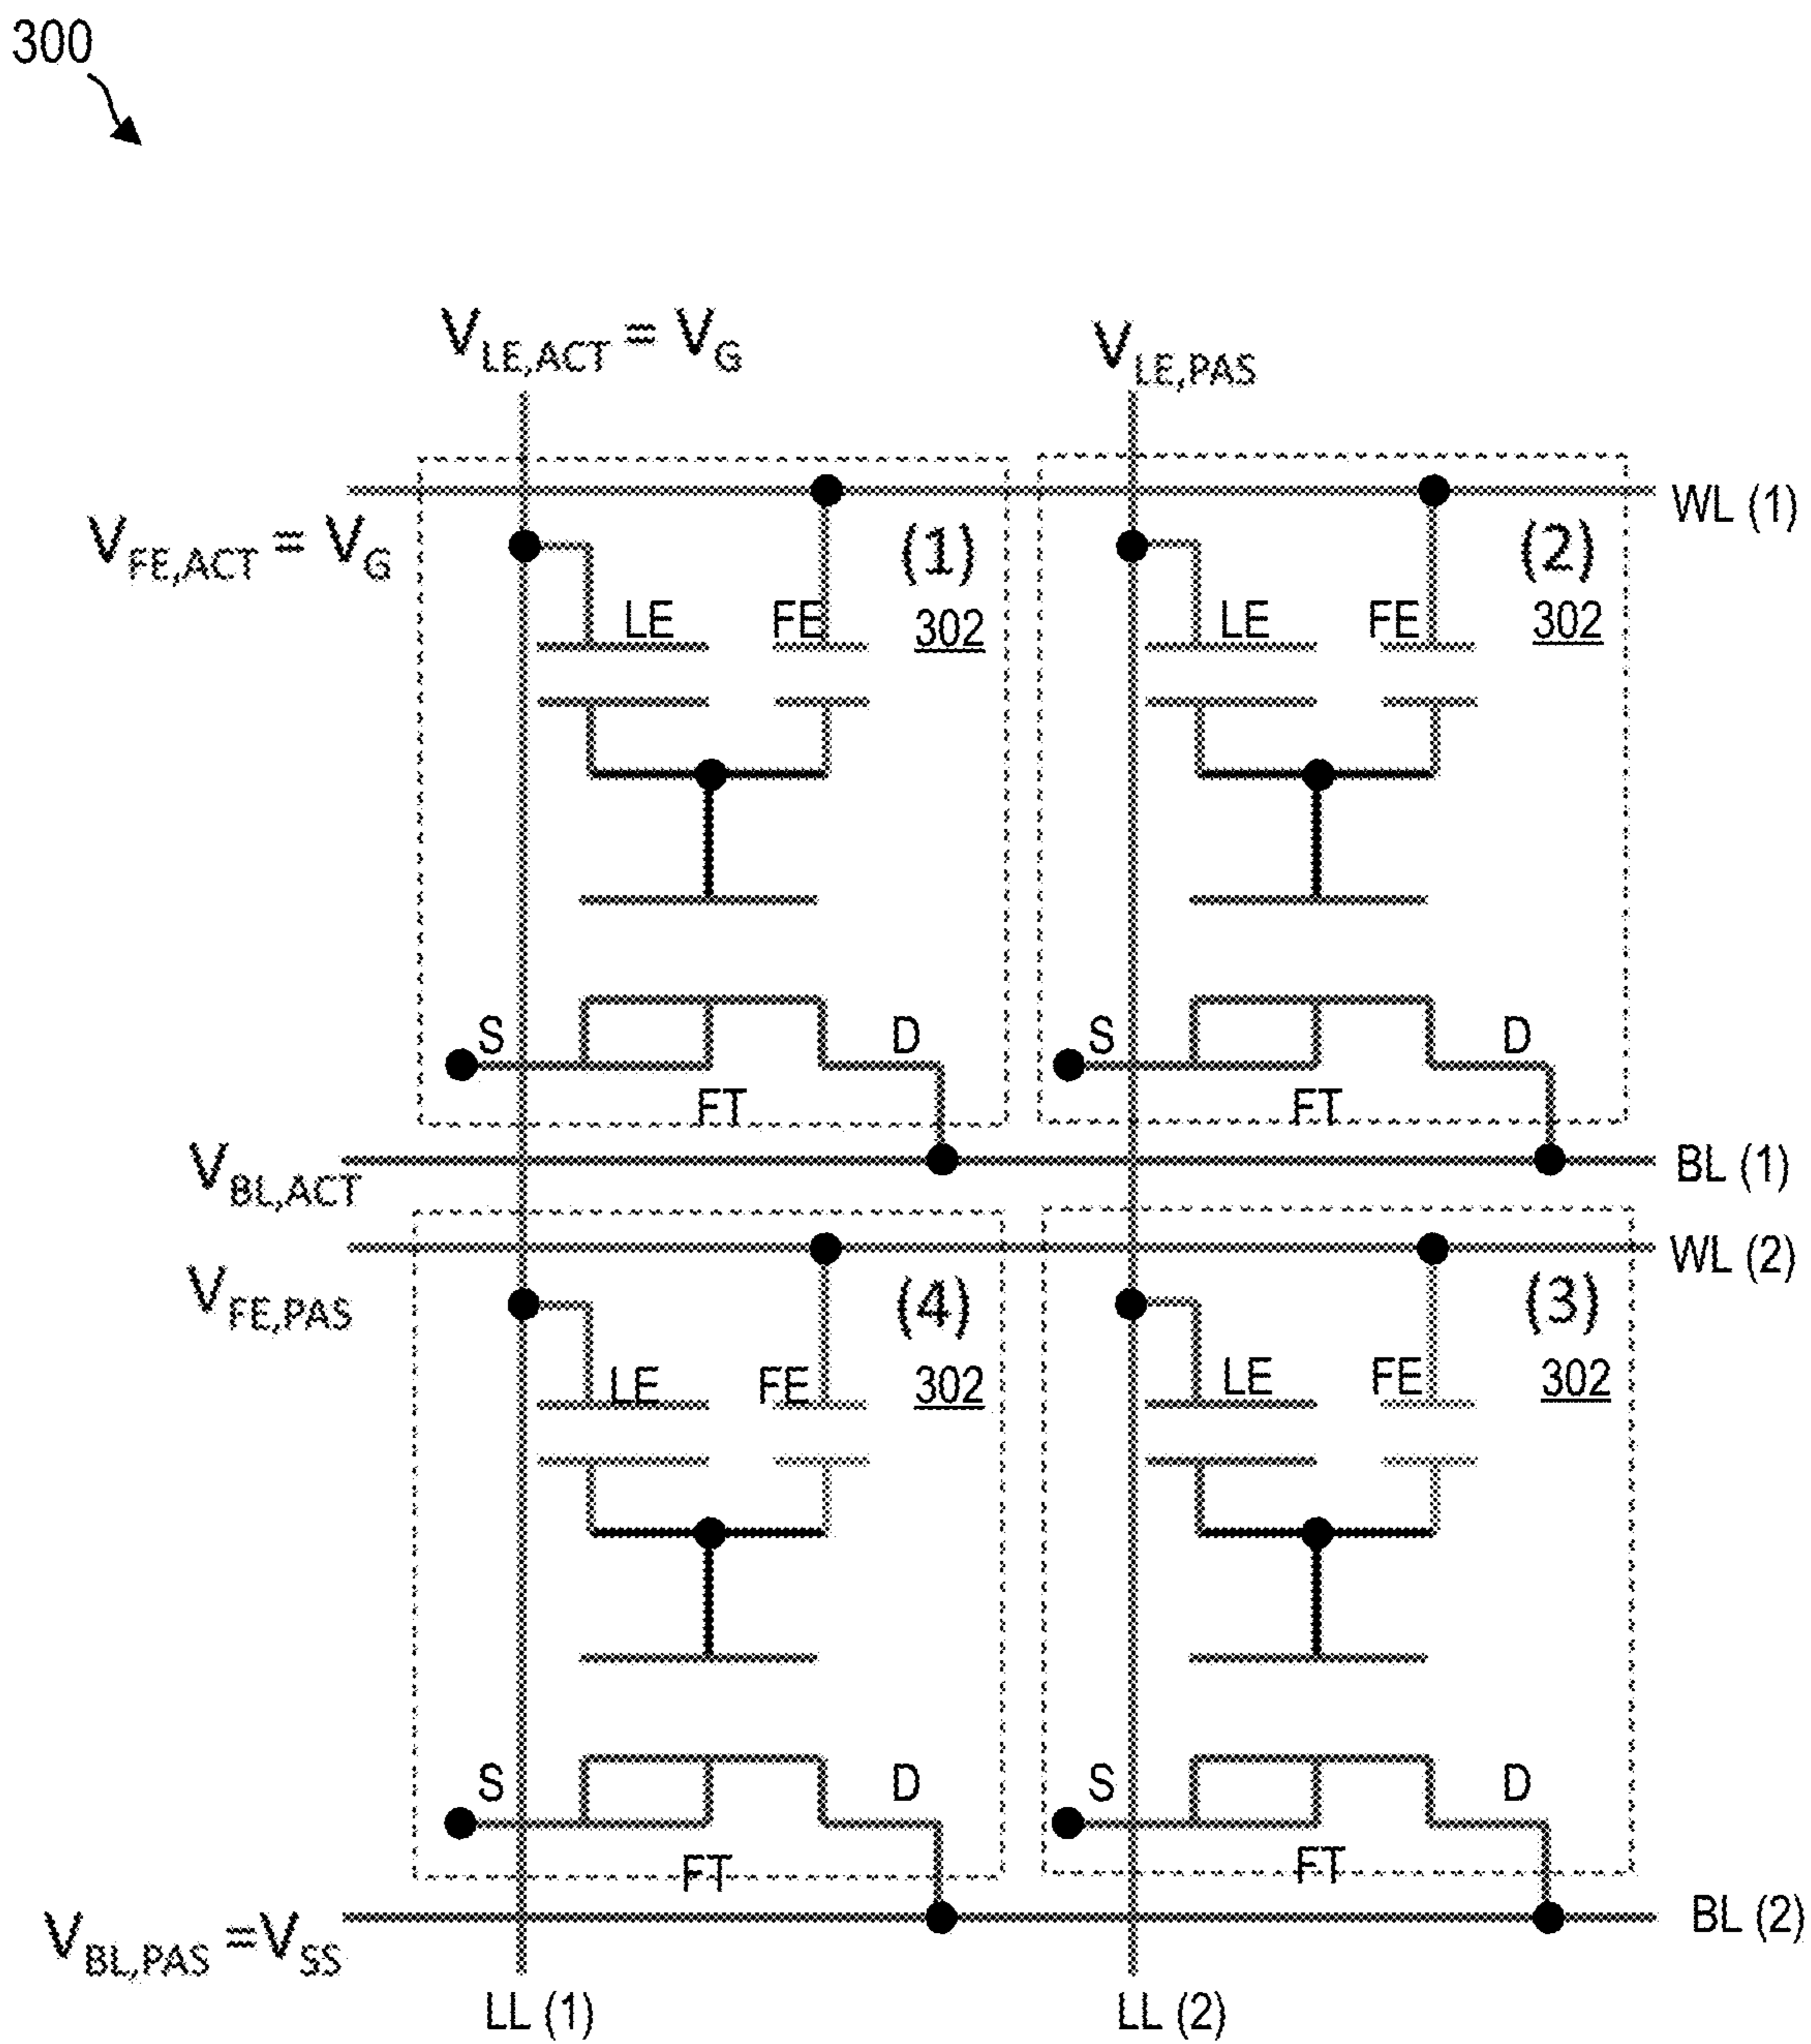 300
V_LE,ACT = V_G
V_LE,PAS
WL (1)
V_FE,ACT = V_G
(1)
(2)
LE
FE
302
LE
FE
302
S
D
S
D
FT
FT
V_BL,ACT
BL (1)
WL (2)
V_FE,PAS
(4)
(3)
LE
FE
302
LE
FE
302
S
D
S
D
FT
FT
V_BL,PAS =V_SS
BL (2)
LL (1)
LL (2)